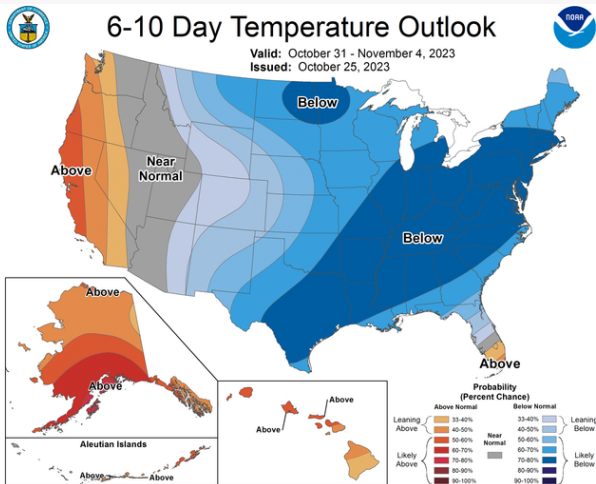 6-10 Day Temperature Outlook
Valid: October 31 - November 4, 2023
Issued: October 25, 2023
NOAA
Below
Above
Near
Normal
Below
Above
Above
Above
Aleutian Islands
Above
Above
Above
Above
Probability
(Percent Chance)
Above Normal
Below Normal
Leaning
Above
33-40%
40-50%
33-40%
40-50%
Leaning
Below
Likely
Above
50-60%
60-70%
70-80%
80-90%
90-100%
Near
Normal
50-60%
60-70%
70-80%
80-90%
90-100%
Likely
Below